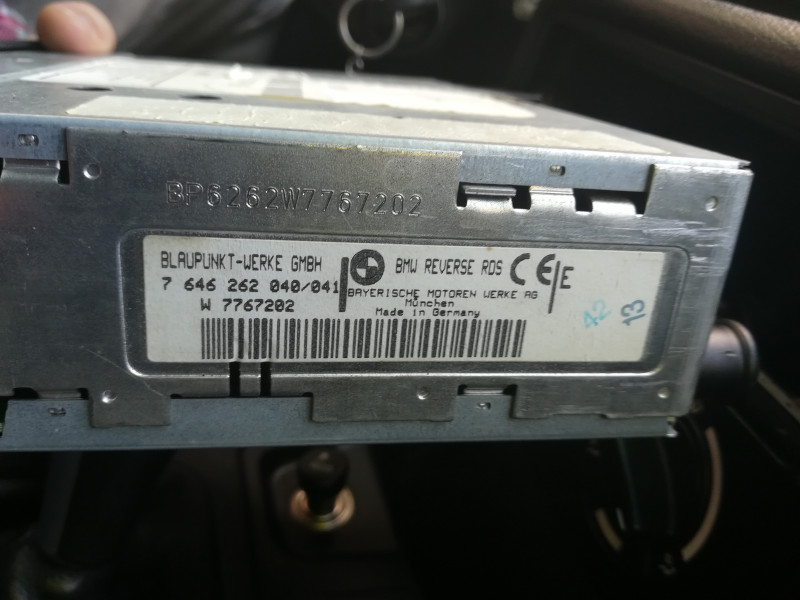 BP6262W7767202
BLAUPUNKT-WERKE GMBH
7 646 262 040/041
W 7767202
BMW REVERSE RDS CE E
BAYERISCHE MOTOREN WERKE AG
München
Made in Germany
42
13